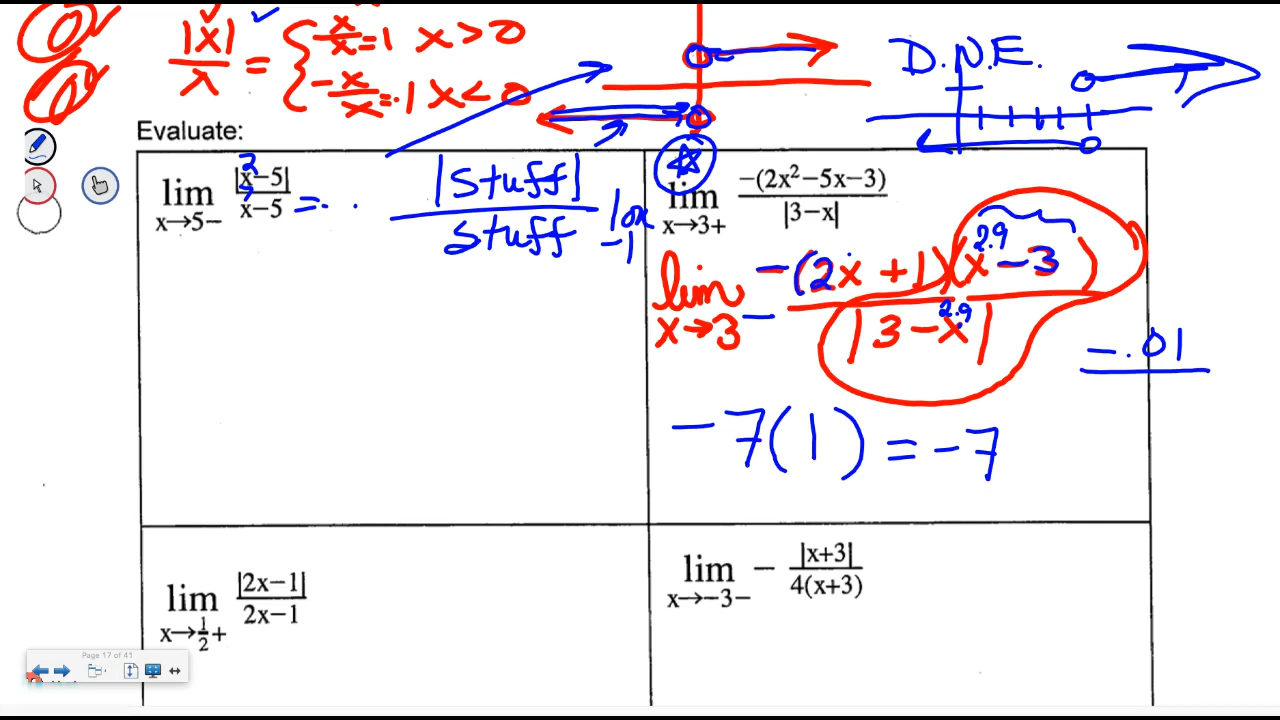 |x|/x = { x/x = 1 x > 0
-x/x = -1 x < 0
D.N.E.
Evaluate:
lim x→5− |x−5|/x−5 = . .
|Stuff|/Stuff 1 or -1
lim x→3+ −(2x²−5x−3)/|3−x|
lim x→3 − −(2x + 1)(x − 3)/|3 − x|
2.9
2.9
−.01
−7(1) = −7
lim x→½+ |2x−1|/2x−1
lim x→−3− − |x+3|/4(x+3)
Page 17 of 41